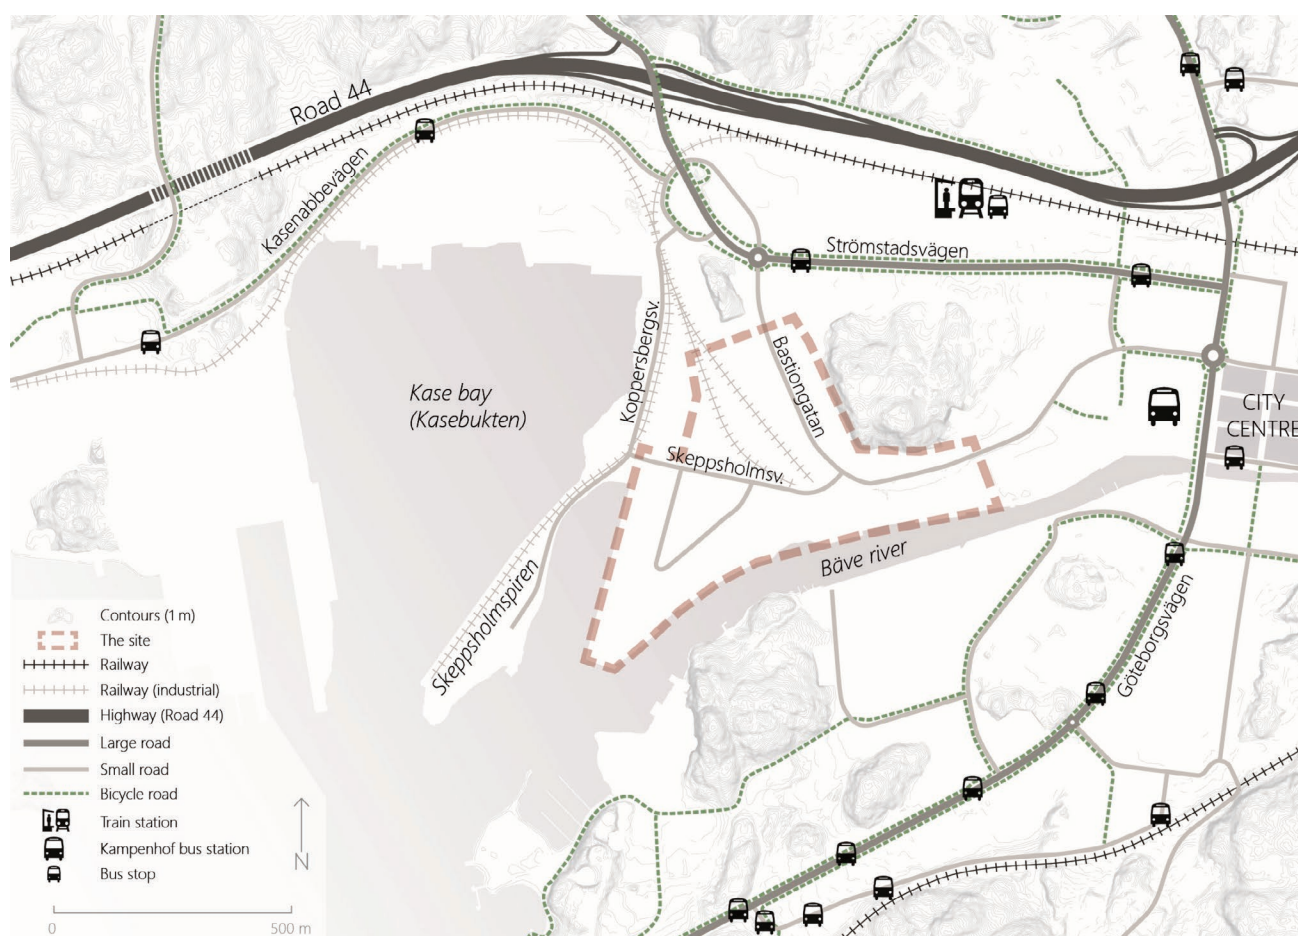 Road 44
Kasenabbevägen
Strömstadsvägen
Koppersbergsv.
Bastiongatan
Kase bay
(Kasebukten)
CITY
CENTRE
Skeppsholmsv.
Bäve river
Skeppsholmspiren
Göteborgsvägen
Contours (1 m)
The site
Railway
Railway (industrial)
Highway (Road 44)
Large road
Small road
Bicycle road
Train station
Kampenhof bus station
Bus stop
N
0
500 m